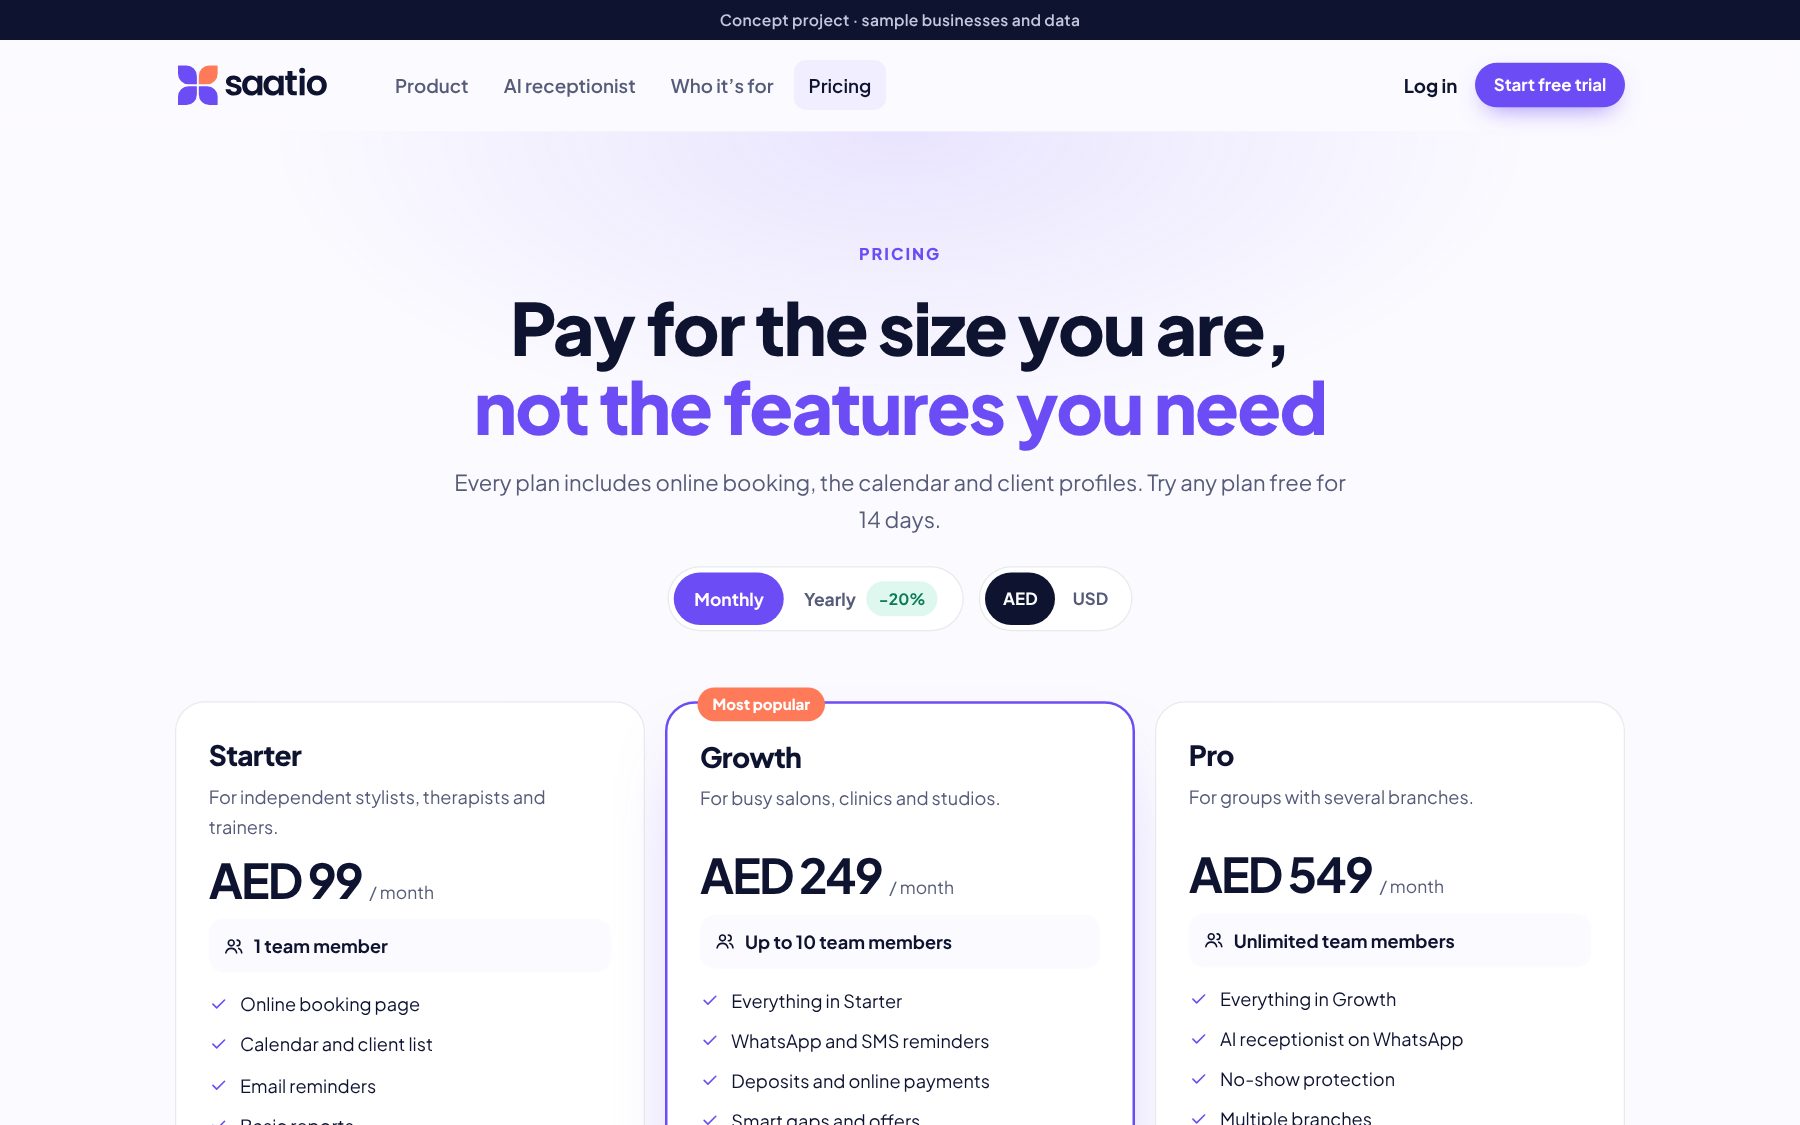 Concept project · sample businesses and data
saatio
Product
AI receptionist
Who it’s for
Pricing
Log in
Start free trial
PRICING
Pay for the size you are,
not the features you need
Every plan includes online booking, the calendar and client profiles. Try any plan free for
14 days.
Monthly
Yearly
-20%
AED
USD
Starter
For independent stylists, therapists and
trainers.
AED 99 / month
1 team member
Online booking page
Calendar and client list
Email reminders
Basic reports
Most popular
Growth
For busy salons, clinics and studios.
AED 249 / month
Up to 10 team members
Everything in Starter
WhatsApp and SMS reminders
Deposits and online payments
Smart gaps and offers
Pro
For groups with several branches.
AED 549 / month
Unlimited team members
Everything in Growth
AI receptionist on WhatsApp
No-show protection
Multiple branches